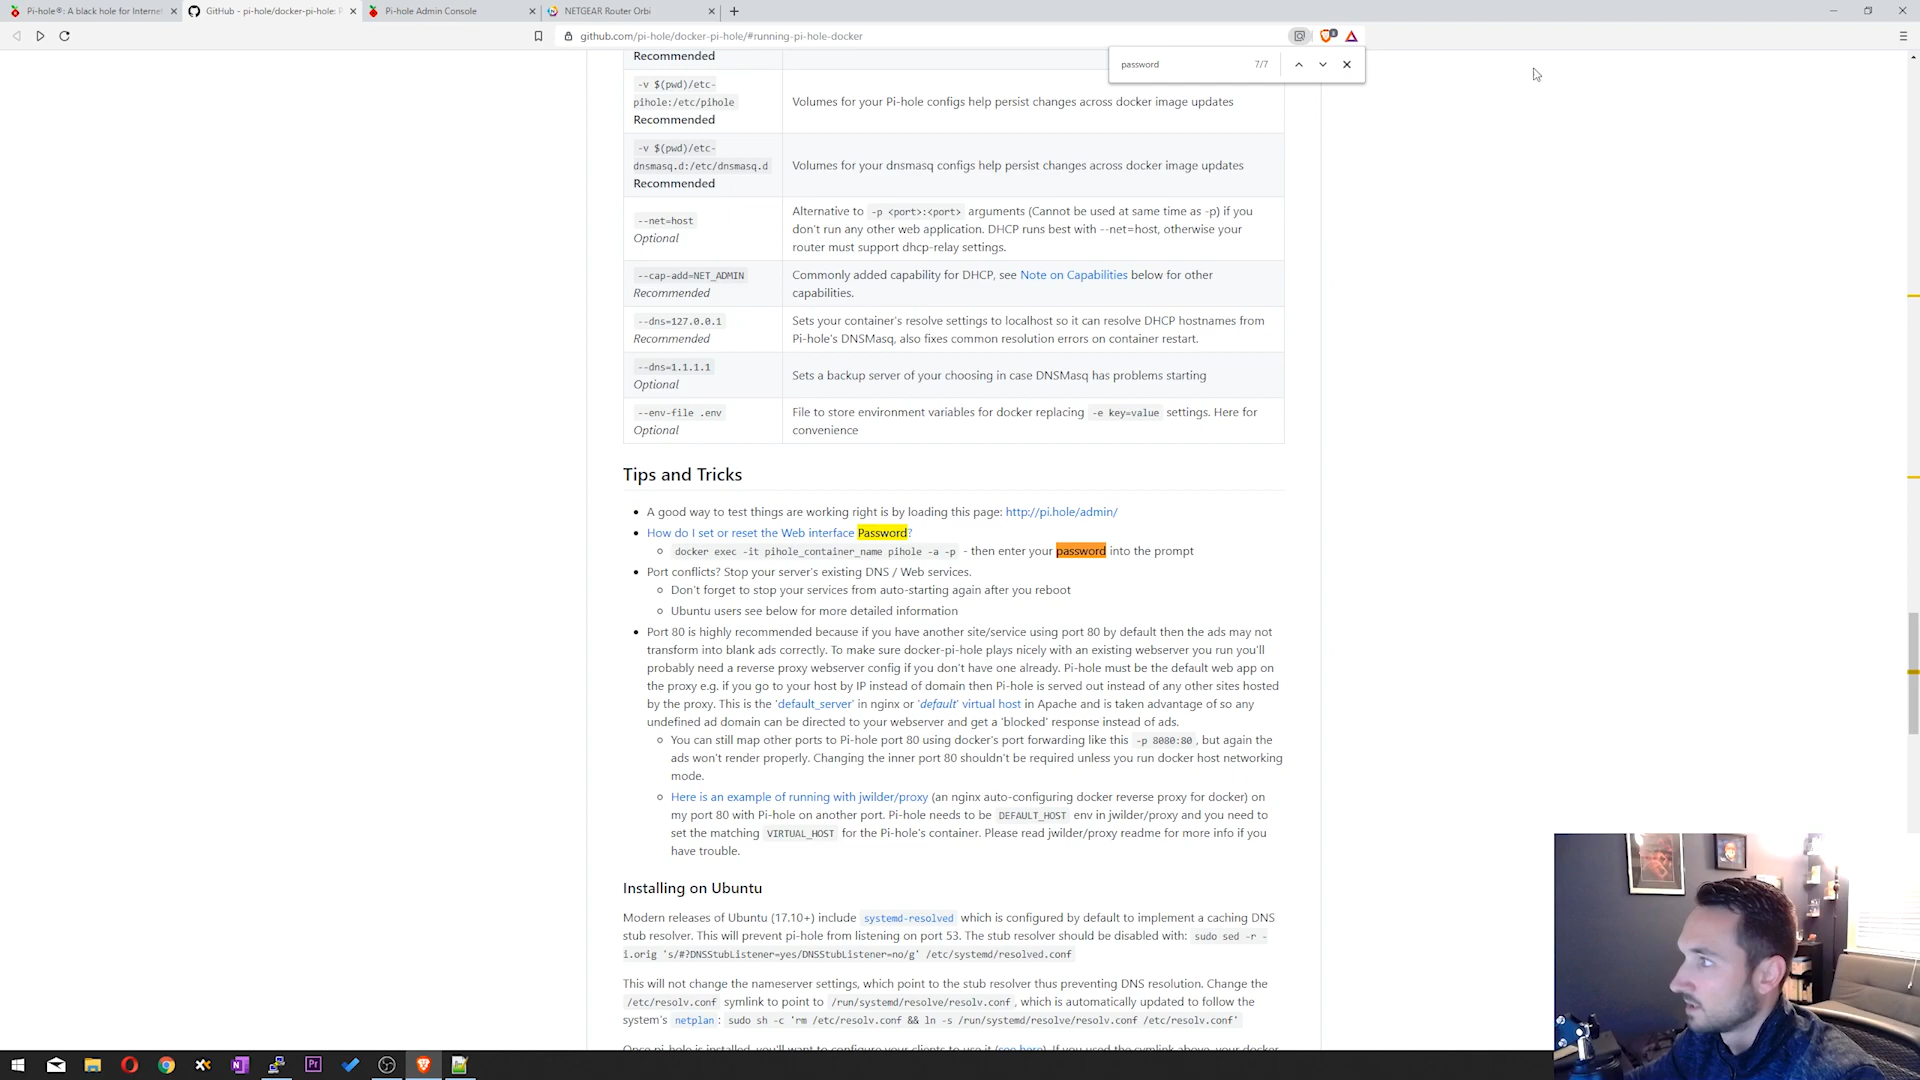 Pi-hole®: A black hole for Internet
GitHub - pi-hole/docker-pi-hole: P
Pi-hole Admin Console
NETGEAR Router Orbi
github.com/pi-hole/docker-pi-hole/#running-pi-hole-docker
password
7/7
Recommended
-v $(pwd)/etc-
pihole:/etc/pihole
Recommended
Volumes for your Pi-hole configs help persist changes across docker image updates
-v $(pwd)/etc-
dnsmasq.d:/etc/dnsmasq.d
Recommended
Volumes for your dnsmasq configs help persist changes across docker image updates
--net=host
Optional
Alternative to -p <port>:<port> arguments (Cannot be used at same time as -p) if you
don't run any other web application. DHCP runs best with --net=host, otherwise your
router must support dhcp-relay settings.
--cap-add=NET_ADMIN
Recommended
Commonly added capability for DHCP, see Note on Capabilities below for other
capabilities.
--dns=127.0.0.1
Recommended
Sets your container's resolve settings to localhost so it can resolve DHCP hostnames from
Pi-hole's DNSMasq, also fixes common resolution errors on container restart.
--dns=1.1.1.1
Optional
Sets a backup server of your choosing in case DNSMasq has problems starting
--env-file .env
Optional
File to store environment variables for docker replacing -e key=value settings. Here for
convenience
Tips and Tricks
• A good way to test things are working right is by loading this page: http://pi.hole/admin/
• How do I set or reset the Web interface Password?
○ docker exec -it pihole_container_name pihole -a -p - then enter your password into the prompt
• Port conflicts? Stop your server's existing DNS / Web services.
○ Don't forget to stop your services from auto-starting again after you reboot
○ Ubuntu users see below for more detailed information
• Port 80 is highly recommended because if you have another site/service using port 80 by default then the ads may not
transform into blank ads correctly. To make sure docker-pi-hole plays nicely with an existing webserver you run you'll
probably need a reverse proxy webserver config if you don't have one already. Pi-hole must be the default web app on
the proxy e.g. if you go to your host by IP instead of domain then Pi-hole is served out instead of any other sites hosted
by the proxy. This is the 'default_server' in nginx or 'default' virtual host in Apache and is taken advantage of so any
undefined ad domain can be directed to your webserver and get a 'blocked' response instead of ads.
○ You can still map other ports to Pi-hole port 80 using docker's port forwarding like this -p 8080:80, but again the
ads won't render properly. Changing the inner port 80 shouldn't be required unless you run docker host networking
mode.
○ Here is an example of running with jwilder/proxy (an nginx auto-configuring docker reverse proxy for docker) on
my port 80 with Pi-hole on another port. Pi-hole needs to be DEFAULT_HOST env in jwilder/proxy and you need to
set the matching VIRTUAL_HOST for the Pi-hole's container. Please read jwilder/proxy readme for more info if you
have trouble.
Installing on Ubuntu
Modern releases of Ubuntu (17.10+) include systemd-resolved which is configured by default to implement a caching DNS
stub resolver. This will prevent pi-hole from listening on port 53. The stub resolver should be disabled with: sudo sed -r -
i.orig 's/#?DNSStubListener=yes/DNSStubListener=no/g' /etc/systemd/resolved.conf
This will not change the nameserver settings, which point to the stub resolver thus preventing DNS resolution. Change the
/etc/resolv.conf symlink to point to /run/systemd/resolve/resolv.conf, which is automatically updated to follow the
system's netplan: sudo sh -c 'rm /etc/resolv.conf && ln -s /run/systemd/resolve/resolv.conf /etc/resolv.conf'
Once pi-hole is installed, you'll want to configure your clients to use it (see here). If you used the symlink above, your docker